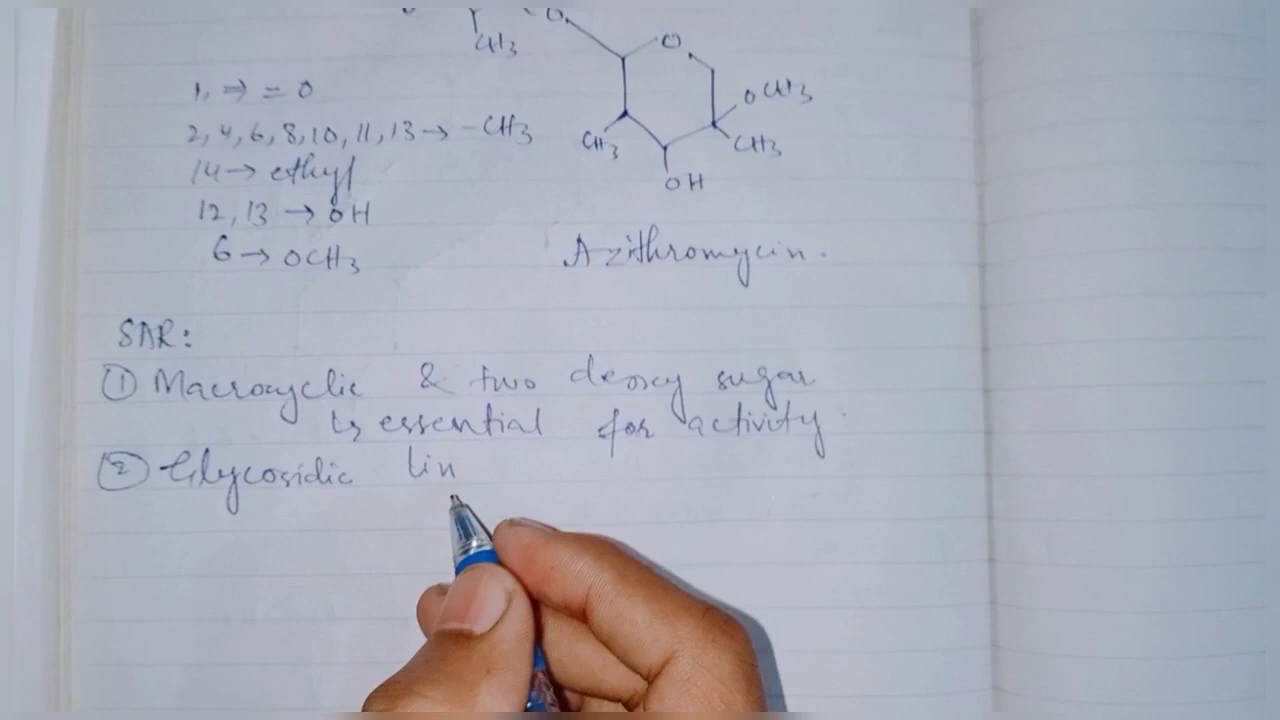 O
CH3
O
1, ⇒ = O
OCH3
2, 4, 6, 8, 10, 11, 13 → -CH3
CH3
CH3
14 → ethyl
OH
12, 13 → OH
6 → OCH3
Azithromycin.
SAR:
① Macrocyclic & two deoxy sugar
↳ essential for activity.
② Glycosidic lin